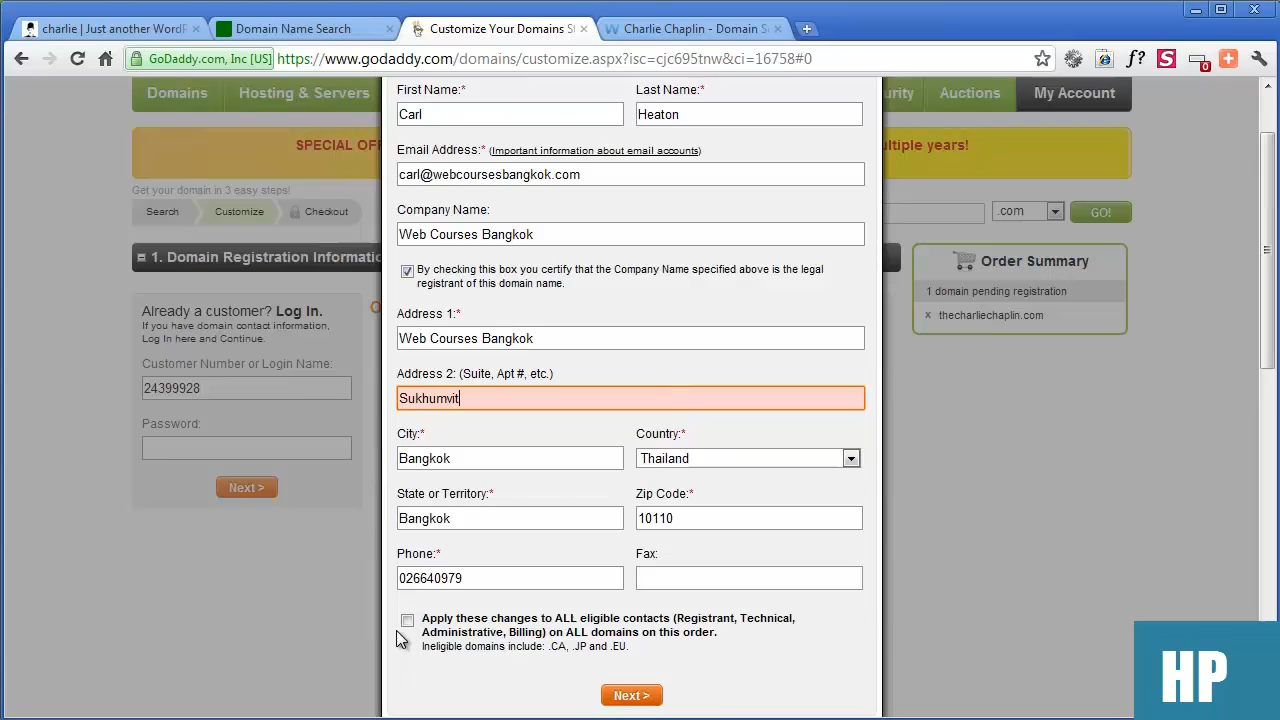 charlie | Just another WordP
Domain Name Search
Customize Your Domains S
Charlie Chaplin - Domain S
GoDaddy.com, Inc [US]
https://www.godaddy.com/domains/customize.aspx?isc=cjc695tnw&ci=16758#0
Domains
Hosting & Servers
urity
Auctions
My Account
SPECIAL OF
ultiple years!
Get your domain in 3 easy steps!
Search
Customize
Checkout
.com
GO!
1. Domain Registration Informatio
Already a customer? Log In.
If you have domain contact information,
Log In here and Continue.
Customer Number or Login Name:
24399928
Password:
Next >
First Name:*
Last Name:*
Carl
Heaton
Email Address:* (Important information about email accounts)
carl@webcoursesbangkok.com
Company Name:
Web Courses Bangkok
By checking this box you certify that the Company Name specified above is the legal
registrant of this domain name.
Address 1:*
Web Courses Bangkok
Address 2: (Suite, Apt #, etc.)
Sukhumvit
City:*
Country:*
Bangkok
Thailand
State or Territory:*
Zip Code:*
Bangkok
10110
Phone:*
Fax:
026640979
Apply these changes to ALL eligible contacts (Registrant, Technical,
Administrative, Billing) on ALL domains on this order.
Ineligible domains include: .CA, .JP and .EU.
Next >
Order Summary
1 domain pending registration
x thecharliechaplin.com
HP